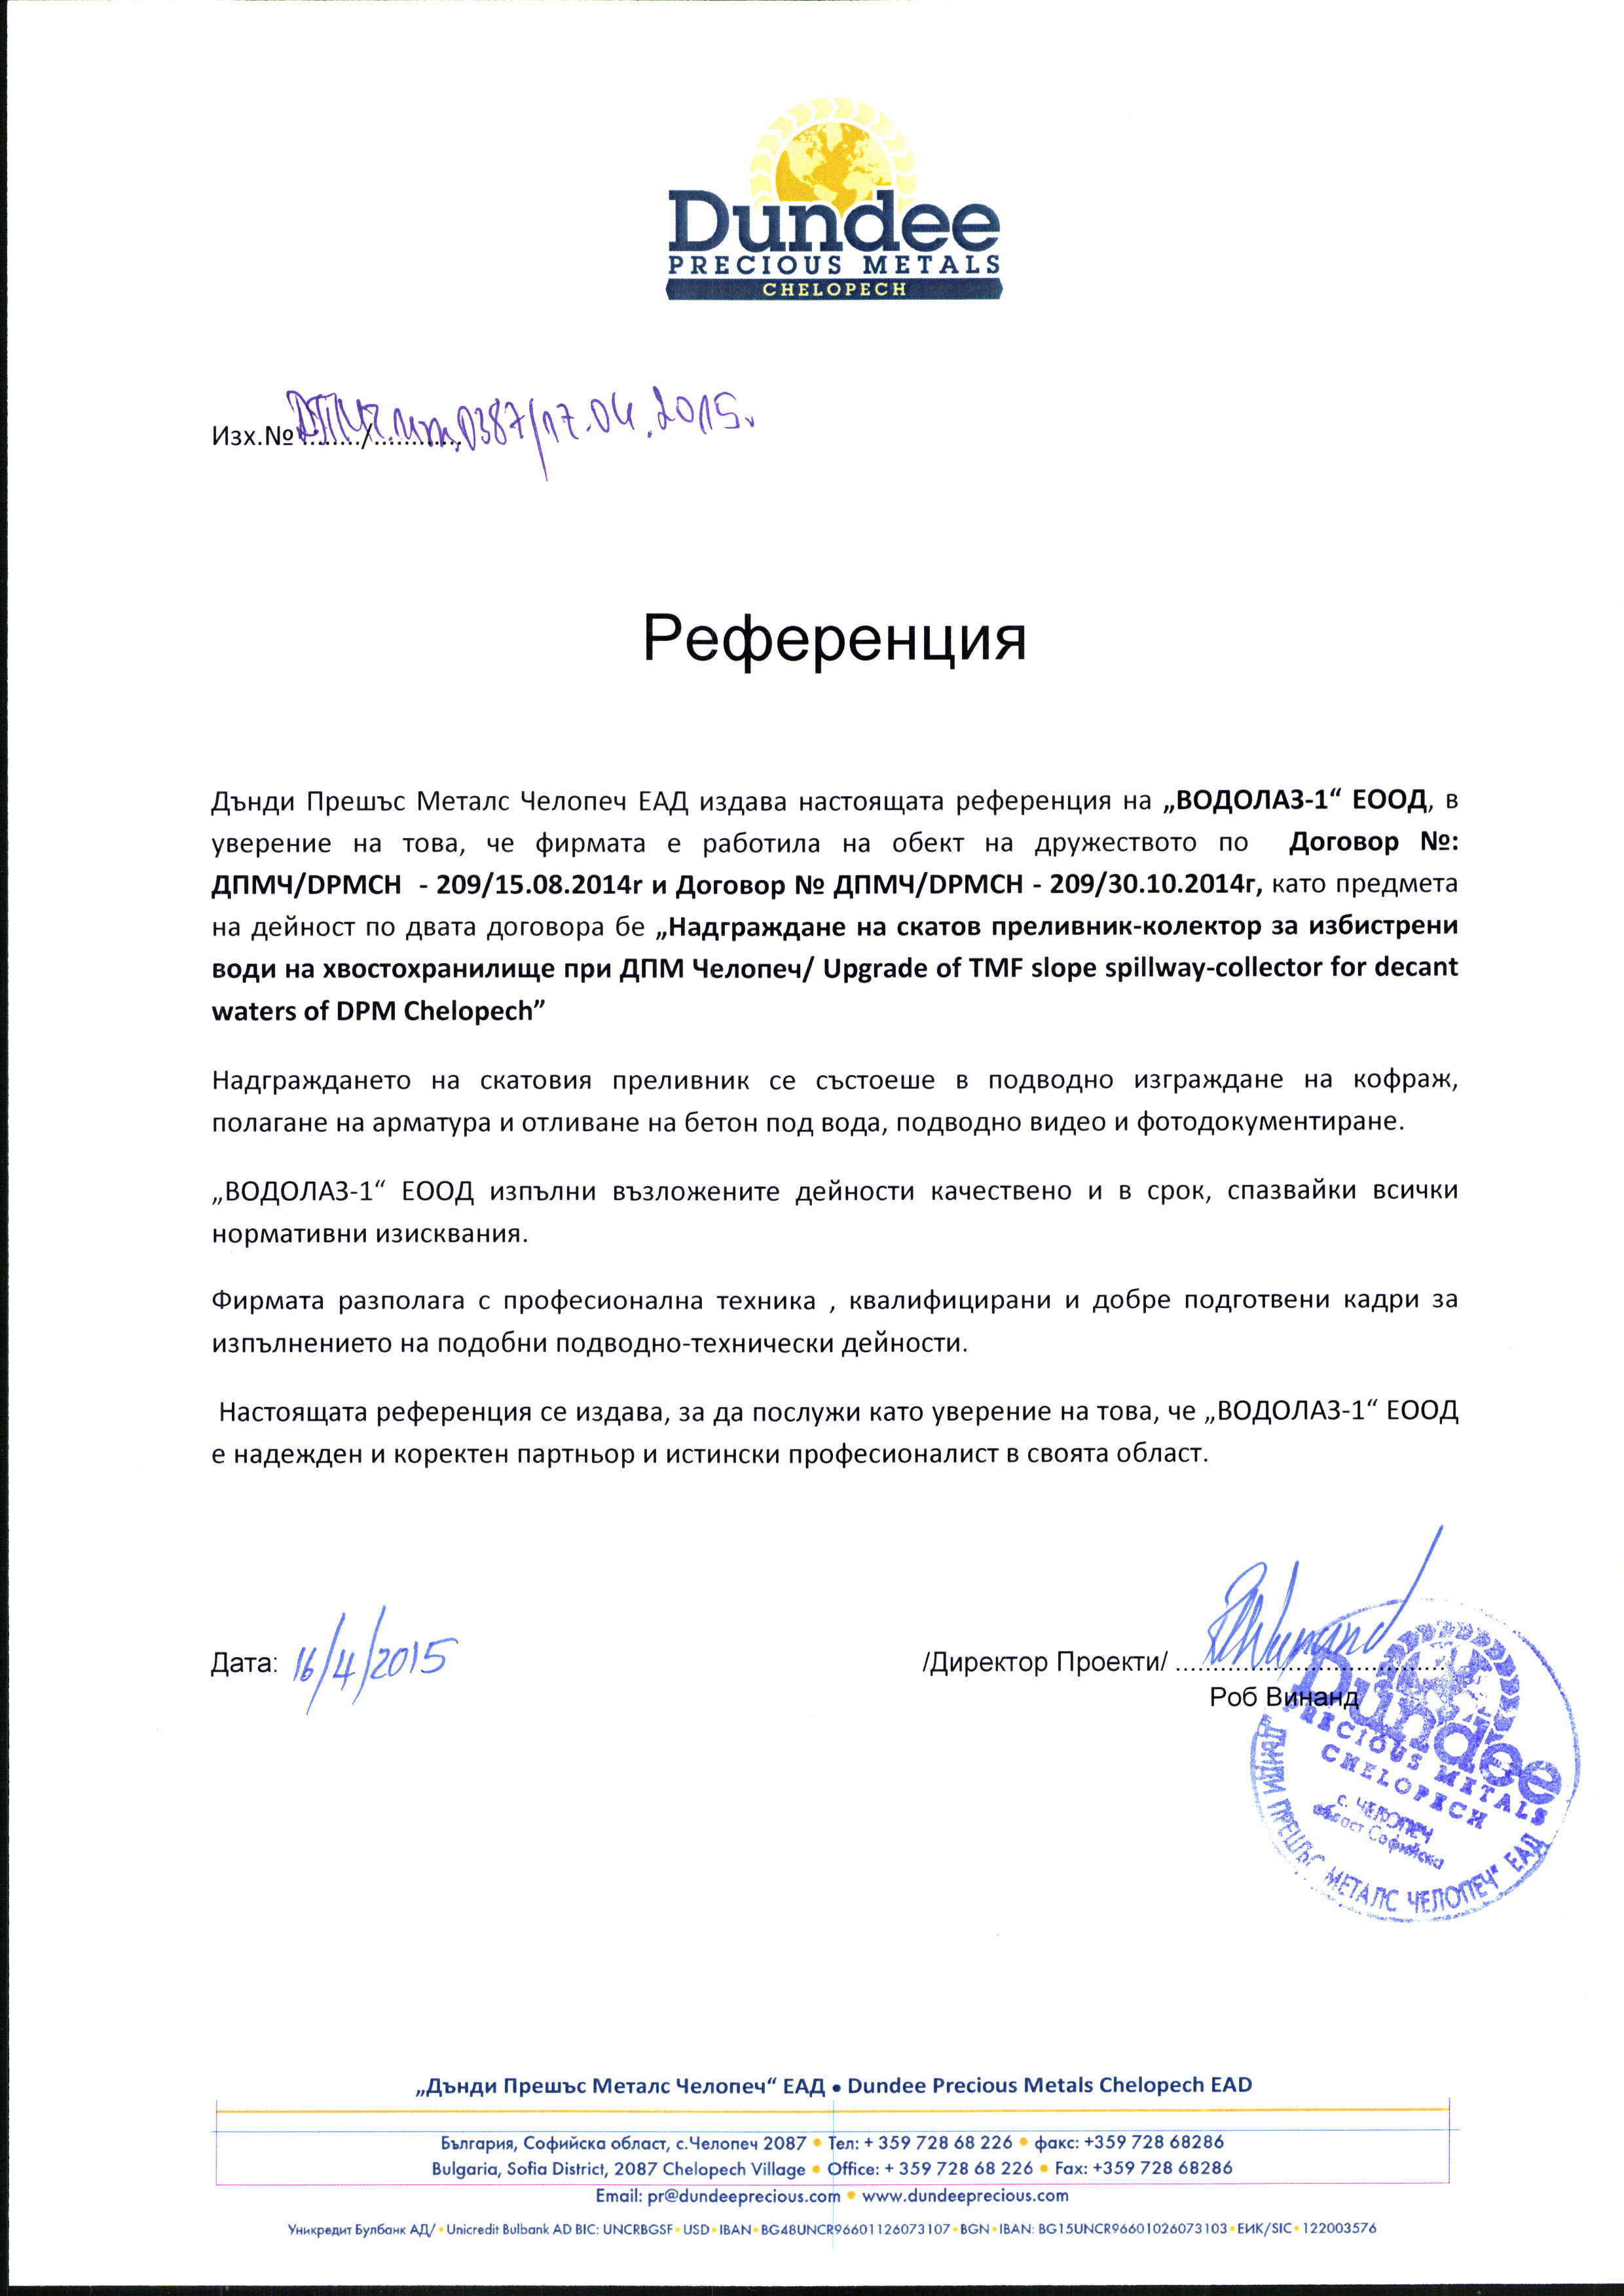 Dundee
PRECIOUS METALS
CHELOPECH
Изх.№ ......../............ 0387/17.04.2015г.
Референция
Дънди Прешъс Металс Челопеч ЕАД издава настоящата референция на „ВОДОЛАЗ-1“ ЕООД, в
уверение на това, че фирмата е работила на обект на дружеството по Договор №:
ДПМЧ/DPMCH - 209/15.08.2014г и Договор № ДПМЧ/DPMCH - 209/30.10.2014г, като предмета
на дейност по двата договора бе „Надграждане на скатов преливник-колектор за избистрени
води на хвостохранилище при ДПМ Челопеч/ Upgrade of TMF slope spillway-collector for decant
waters of DPM Chelopech”
Надграждането на скатовия преливник се състоеше в подводно изграждане на кофраж,
полагане на арматура и отливане на бетон под вода, подводно видео и фотодокументиране.
„ВОДОЛАЗ-1“ ЕООД изпълни възложените дейности качествено и в срок, спазвайки всички
нормативни изисквания.
Фирмата разполага с професионална техника , квалифицирани и добре подготвени кадри за
изпълнението на подобни подводно-технически дейности.
Настоящата референция се издава, за да послужи като уверение на това, че „ВОДОЛАЗ-1“ ЕООД
е надежден и коректен партньор и истински професионалист в своята област.
Дата: 16/4/2015
/Директор Проекти/ ....................................
Роб Винанд
Dundee
PRECIOUS METALS
CHELOPECH
с. ЧЕЛОПЕЧ
област Софийска
„ДЪНДИ ПРЕШЪС МЕТАЛС ЧЕЛОПЕЧ“ ЕАД
„Дънди Прешъс Металс Челопеч“ ЕАД • Dundee Precious Metals Chelopech EAD
България, Софийска област, с.Челопеч 2087 • Тел: + 359 728 68 226 • факс: +359 728 68286
Bulgaria, Sofia District, 2087 Chelopech Village • Office: + 359 728 68 226 • Fax: +359 728 68286
Email: pr@dundeeprecious.com • www.dundeeprecious.com
Уникредит Булбанк АД/ • Unicredit Bulbank AD BIC: UNCRBGSF • USD • IBAN • BG48UNCR96601126073107 • BGN • IBAN: BG15UNCR96601026073103 • ЕИК/SIC • 122003576